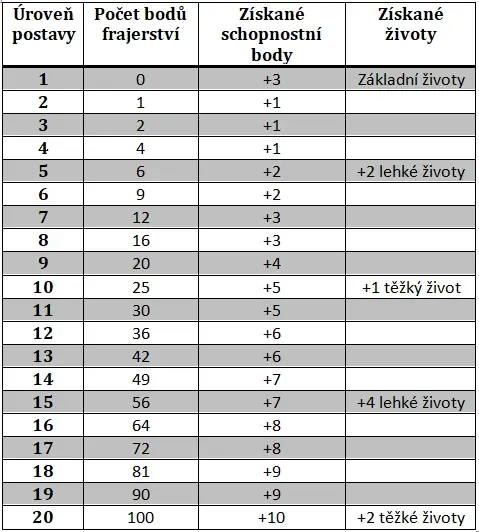 Úroveň postavy | Počet bodů frajerství | Získané schopnostní body | Získané životy
1 | 0 | +3 | Základní životy
2 | 1 | +1 |
3 | 2 | +1 |
4 | 4 | +1 |
5 | 6 | +2 | +2 lehké životy
6 | 9 | +2 |
7 | 12 | +3 |
8 | 16 | +3 |
9 | 20 | +4 |
10 | 25 | +5 | +1 těžký život
11 | 30 | +5 |
12 | 36 | +6 |
13 | 42 | +6 |
14 | 49 | +7 |
15 | 56 | +7 | +4 lehké životy
16 | 64 | +8 |
17 | 72 | +8 |
18 | 81 | +9 |
19 | 90 | +9 |
20 | 100 | +10 | +2 těžké životy